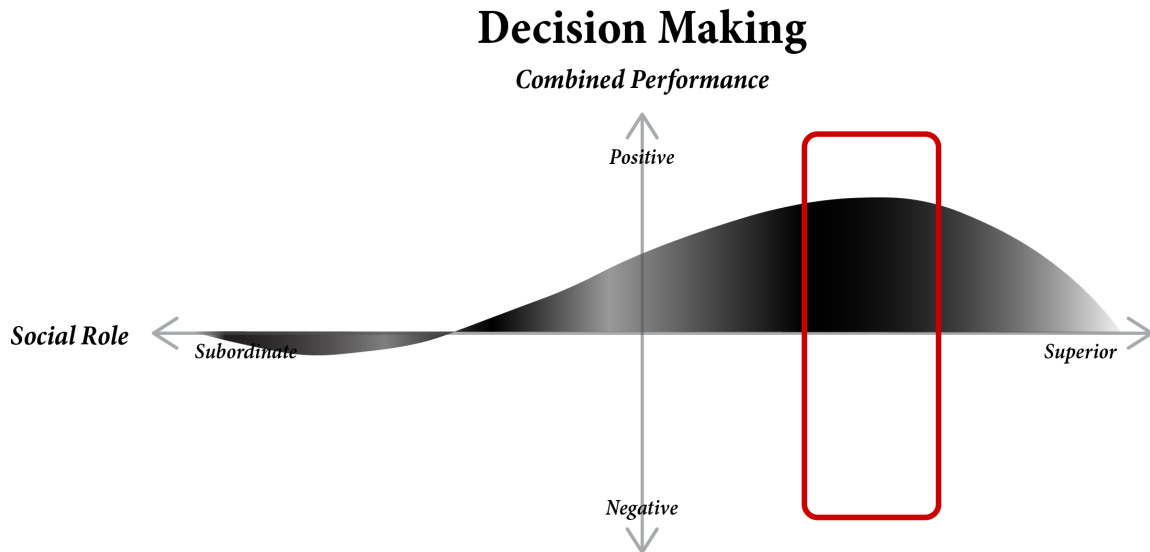 Decision Making
Combined Performance
Positive
Social Role
Subordinate
Superior
Negative